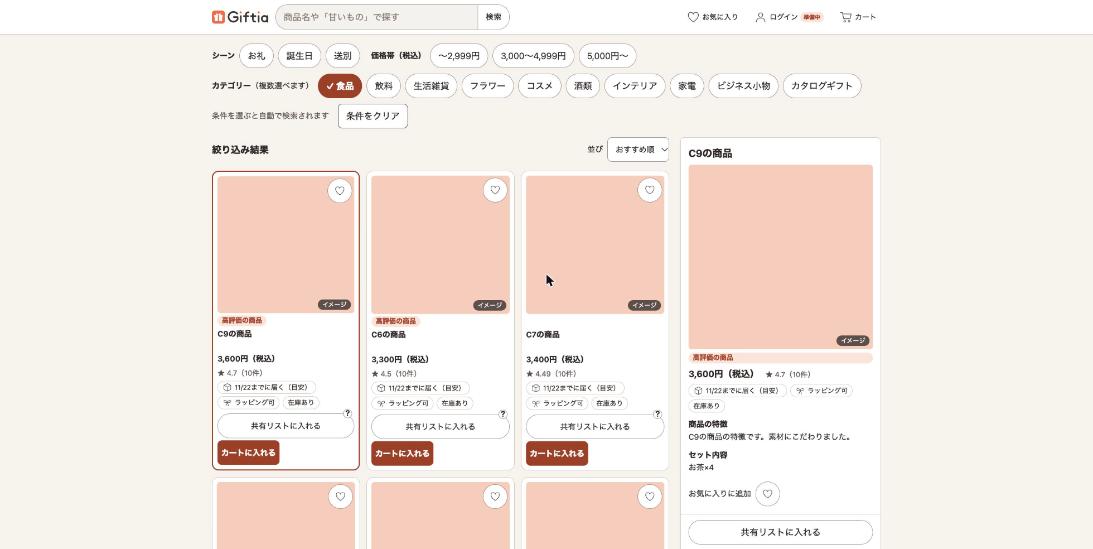 Giftia 商品名や「甘いもの」で探す 検索 お気に入り ログイン 準備中 カート
シーン お礼 誕生日 送別 価格帯（税込） 〜2,999円 3,000〜4,999円 5,000円〜
カテゴリー（複数選べます） ✓ 食品 飲料 生活雑貨 フラワー コスメ 酒類 インテリア 家電 ビジネス小物 カタログギフト
条件を選ぶと自動で検索されます 条件をクリア
絞り込み結果 並び おすすめ順
イメージ
高評価の商品
C9の商品
3,600円（税込）
★ 4.7（10件）
11/22までに届く（目安）
ラッピング可 在庫あり
?
共有リストに入れる
カートに入れる
イメージ
高評価の商品
C6の商品
3,300円（税込）
★ 4.5（10件）
11/22までに届く（目安）
ラッピング可 在庫あり
?
共有リストに入れる
カートに入れる
イメージ
C7の商品
3,400円（税込）
★ 4.49（10件）
11/22までに届く（目安）
ラッピング可 在庫あり
?
共有リストに入れる
カートに入れる
C9の商品
イメージ
高評価の商品
3,600円（税込） ★ 4.7（10件）
11/22までに届く（目安） ラッピング可
在庫あり
商品の特徴
C9の商品の特徴です。素材にこだわりました。
セット内容
お茶×4
お気に入りに追加
共有リストに入れる